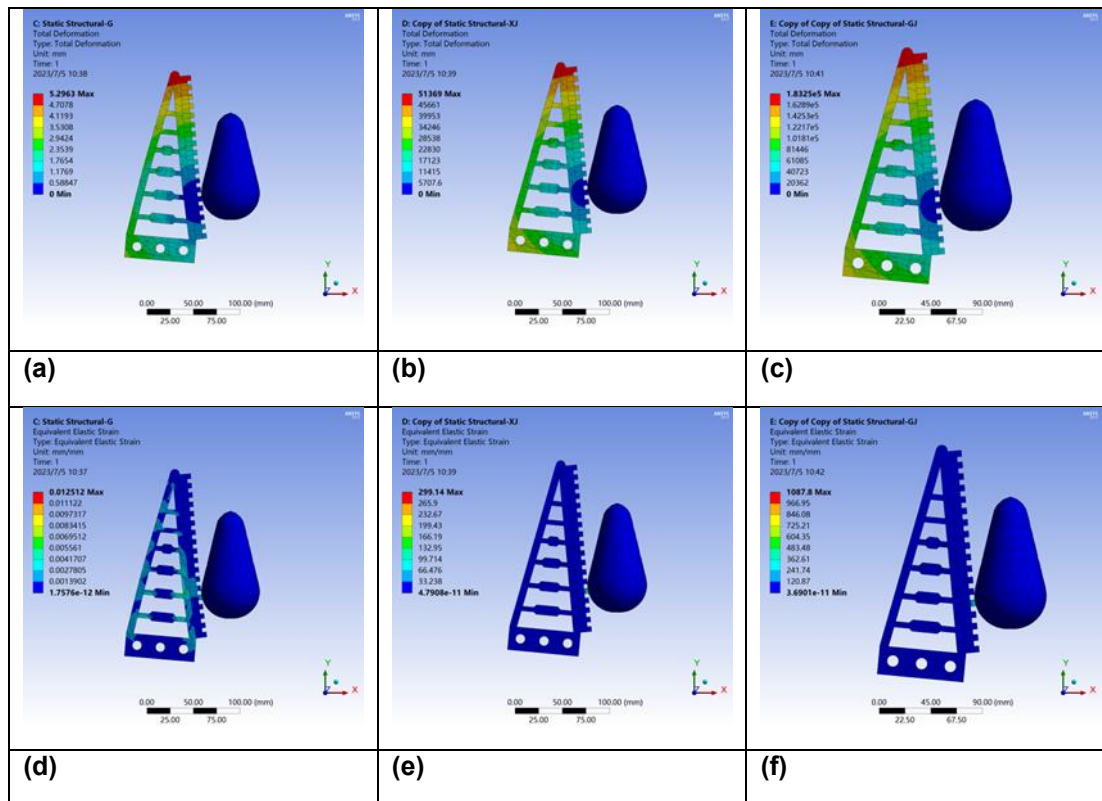 C: Static Structural-G
Total Deformation
Type: Total Deformation
Unit: mm
Time: 1
2023/7/5 10:38
5.2963 Max
4.7078
4.1193
3.5308
2.9424
2.3539
1.7654
1.1769
0.58847
0 Min
ANSYS
Y
X
0.00 50.00 100.00 (mm)
25.00 75.00
D: Copy of Static Structural-XJ
Total Deformation
Type: Total Deformation
Unit: mm
Time: 1
2023/7/5 10:39
51369 Max
45661
39953
34246
28538
22830
17123
11415
5707.6
0 Min
ANSYS
Y
X
0.00 50.00 100.00 (mm)
25.00 75.00
E: Copy of Copy of Static Structural-GJ
Total Deformation
Type: Total Deformation
Unit: mm
Time: 1
2023/7/5 10:41
1.8325e5 Max
1.6289e5
1.4253e5
1.2217e5
1.0181e5
81446
61085
40723
20362
0 Min
ANSYS
Y
X
0.00 45.00 90.00 (mm)
22.50 67.50
(a)
(b)
(c)
C: Static Structural-G
Equivalent Elastic Strain
Type: Equivalent Elastic Strain
Unit: mm/mm
Time: 1
2023/7/5 10:37
0.012512 Max
0.011122
0.0097317
0.0083415
0.0069512
0.005561
0.0041707
0.0027805
0.0013902
1.7576e-12 Min
ANSYS
Y
X
0.00 50.00 100.00 (mm)
25.00 75.00
D: Copy of Static Structural-XJ
Equivalent Elastic Strain
Type: Equivalent Elastic Strain
Unit: mm/mm
Time: 1
2023/7/5 10:39
299.14 Max
265.9
232.67
199.43
166.19
132.95
99.714
66.476
33.238
4.7908e-11 Min
ANSYS
Y
X
0.00 50.00 100.00 (mm)
25.00 75.00
E: Copy of Copy of Static Structural-GJ
Equivalent Elastic Strain
Type: Equivalent Elastic Strain
Unit: mm/mm
Time: 1
2023/7/5 10:42
1087.8 Max
966.95
846.08
725.21
604.35
483.48
362.61
241.74
120.87
3.6901e-11 Min
ANSYS
Y
X
0.00 45.00 90.00 (mm)
22.50 67.50
(d)
(e)
(f)